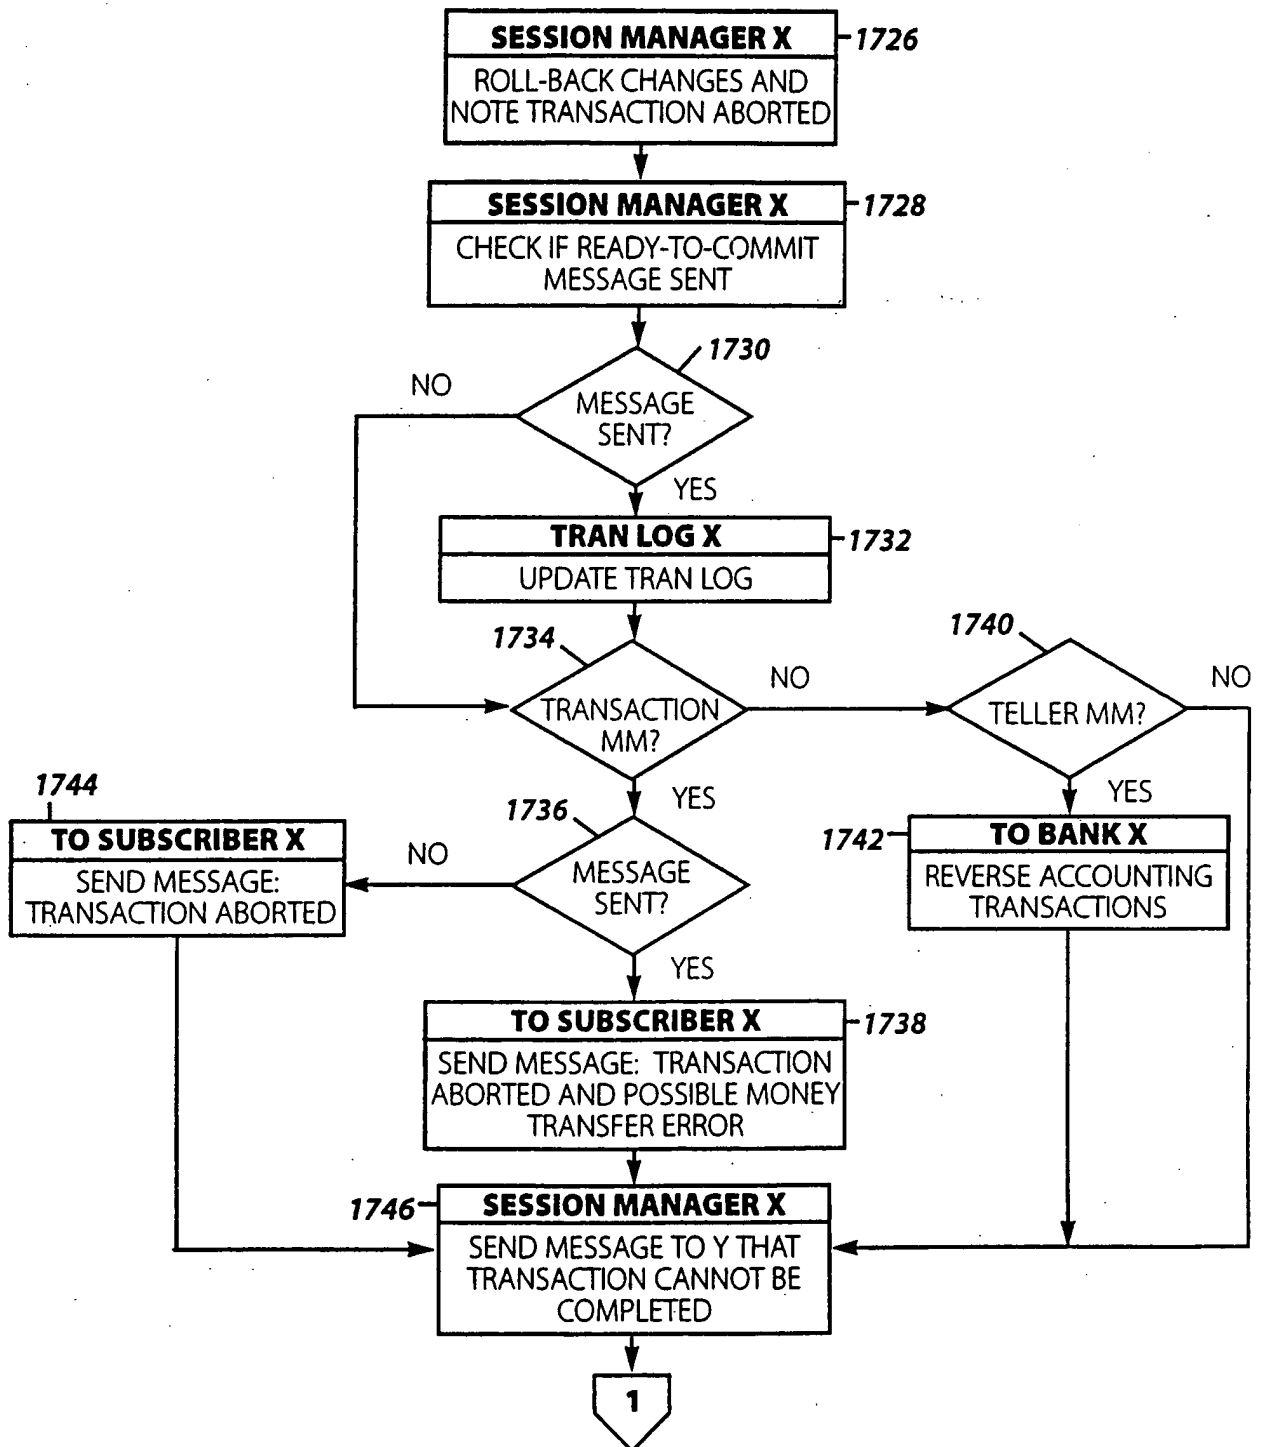 SESSION MANAGER X
1726
ROLL-BACK CHANGES AND
NOTE TRANSACTION ABORTED
SESSION MANAGER X
1728
CHECK IF READY-TO-COMMIT
MESSAGE SENT
1730
NO
MESSAGE
SENT?
YES
TRAN LOG X
1732
UPDATE TRAN LOG
1734
1740
NO
NO
TRANSACTION
MM?
TELLER MM?
1744
YES
YES
1736
TO SUBSCRIBER X
1742
TO BANK X
NO
SEND MESSAGE:
TRANSACTION ABORTED
MESSAGE
SENT?
REVERSE ACCOUNTING
TRANSACTIONS
YES
TO SUBSCRIBER X
1738
SEND MESSAGE: TRANSACTION
ABORTED AND POSSIBLE MONEY
TRANSFER ERROR
1746
SESSION MANAGER X
SEND MESSAGE TO Y THAT
TRANSACTION CANNOT BE
COMPLETED
1